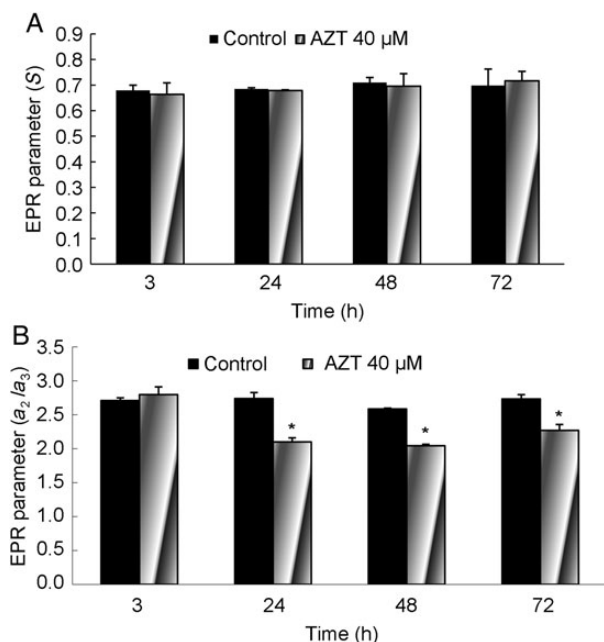 A
Control AZT 40 µM
EPR parameter (S)
0.9
0.8
0.7
0.6
0.5
0.4
0.3
0.2
0.1
0.0
3 24 48 72
Time (h)
B
Control AZT 40 µM
EPR parameter (a2/a3)
3.5
3.0
2.5
2.0
1.5
1.0
0.5
0.0
* * *
3 24 48 72
Time (h)